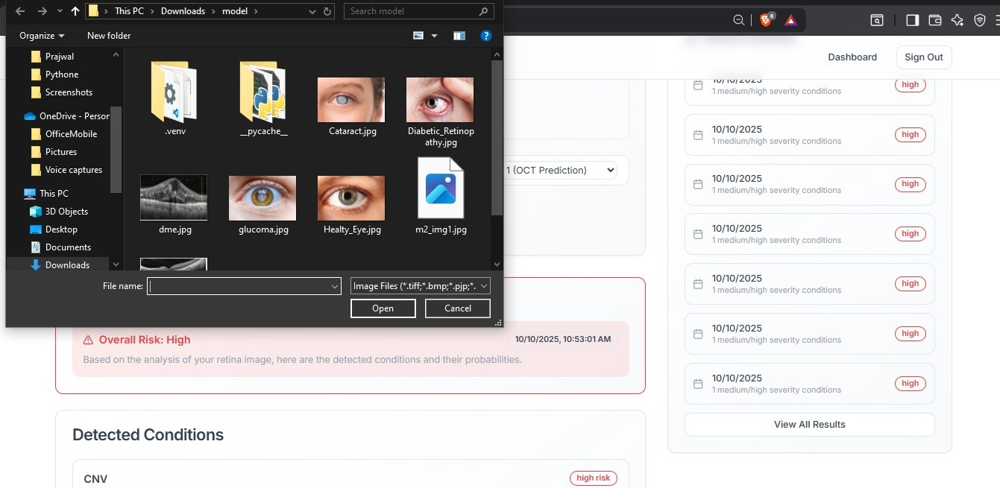 This PC > Downloads > model >
Search model
Organize
New folder
Prajwal
Pythone
Screenshots
OneDrive - Person
OfficeMobile
Pictures
Voice captures
This PC
3D Objects
Desktop
Documents
Downloads
.venv
__pycache__
Cataract.jpg
Diabetic_Retinop
athy.jpg
dme.jpg
glucoma.jpg
Healty_Eye.jpg
m2_img1.jpg
File name:
Image Files (*.tiff;*.bmp;*.pjp;*.
Open
Cancel
8
Dashboard
Sign Out
1 (OCT Prediction)
Overall Risk: High
10/10/2025, 10:53:01 AM
Based on the analysis of your retina image, here are the detected conditions and their probabilities.
Detected Conditions
CNV
high risk
10/10/2025
1 medium/high severity conditions
high
10/10/2025
1 medium/high severity conditions
high
10/10/2025
1 medium/high severity conditions
high
10/10/2025
1 medium/high severity conditions
high
10/10/2025
1 medium/high severity conditions
high
10/10/2025
1 medium/high severity conditions
high
10/10/2025
1 medium/high severity conditions
high
View All Results